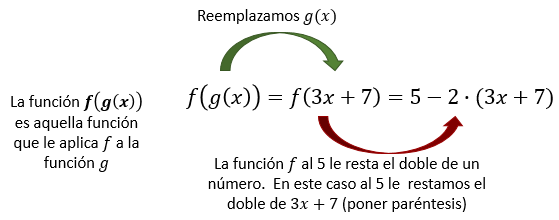 Reemplazamos g(x)
La función f(g(x))
es aquella función
que le aplica f a la
función g
f(g(x)) = f(3x + 7) = 5 − 2 · (3x + 7)
La función f al 5 le resta el doble de un
número. En este caso al 5 le restamos el
doble de 3x + 7 (poner paréntesis)